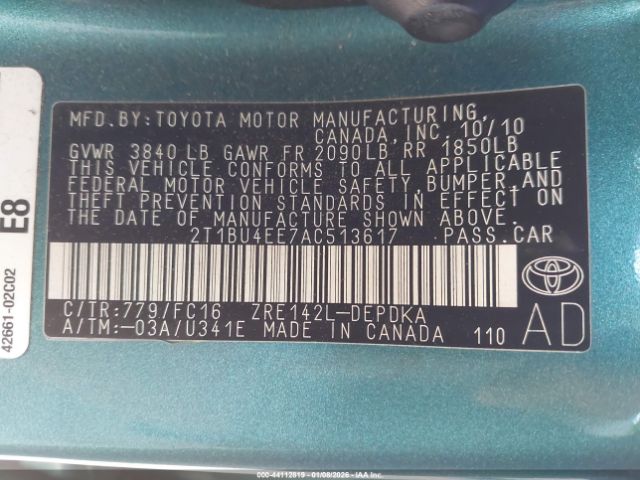 MFD.BY:TOYOTA MOTOR MANUFACTURING,
CANADA, INC. 10/10
GVWR 3840 LB GAWR FR 2090LB RR 1850LB
THIS VEHICLE CONFORMS TO ALL APPLICABLE
FEDERAL MOTOR VEHICLE SAFETY, BUMPER, AND
THEFT PREVENTION STANDARDS IN EFFECT ON
THE DATE OF MANUFACTURE SHOWN ABOVE.
2T1BU4EE7AC513617 PASS.CAR
C/TR:779/FC16 ZRE142L-DEPDKA
A/TM:-03A/U341E MADE IN CANADA 110
TOYOTA
AD
42661-02C02
E8
000-44112619 - 01/08/2026 - IAA Inc.